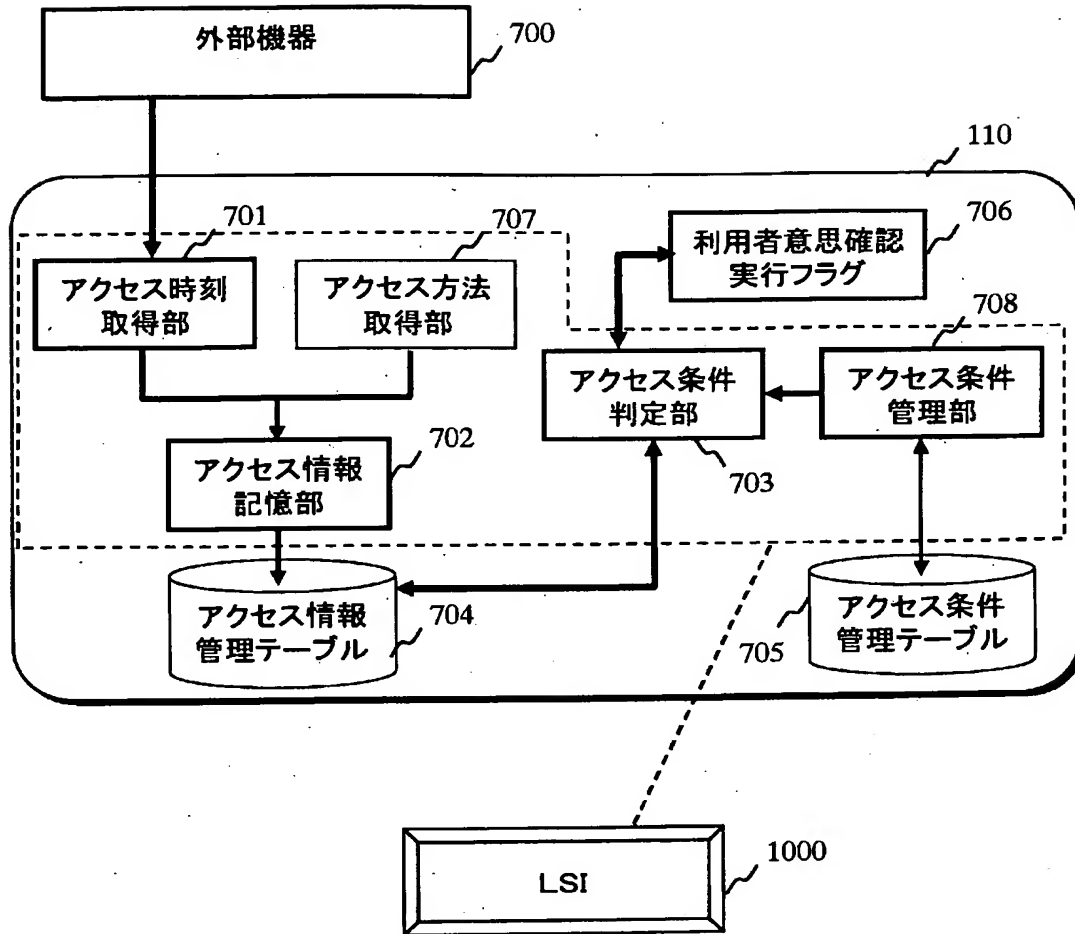 外部機器
700
110
701
707
706
アクセス時刻
取得部
アクセス方法
取得部
利用者意思確認
実行フラグ
708
アクセス条件
判定部
アクセス条件
管理部
702
703
アクセス情報
記憶部
アクセス情報
管理テーブル
704
705
アクセス条件
管理テーブル
1000
LSI